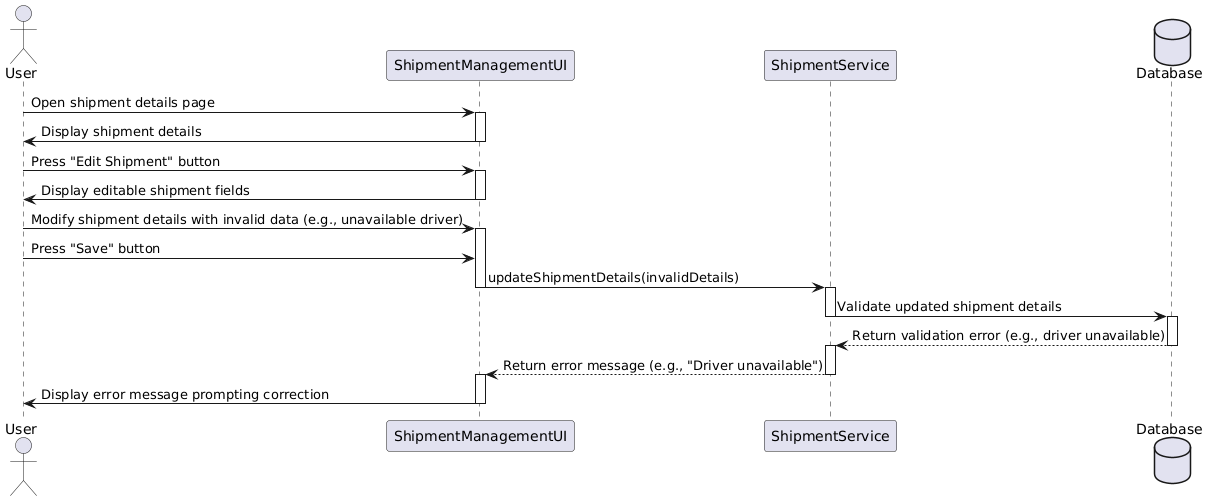 User
ShipmentManagementUI
ShipmentService
Database
Open shipment details page
Display shipment details
Press "Edit Shipment" button
Display editable shipment fields
Modify shipment details with invalid data (e.g., unavailable driver)
Press "Save" button
updateShipmentDetails(invalidDetails)
Validate updated shipment details
Return validation error (e.g., driver unavailable)
Return error message (e.g., "Driver unavailable")
Display error message prompting correction
User
ShipmentManagementUI
ShipmentService
Database